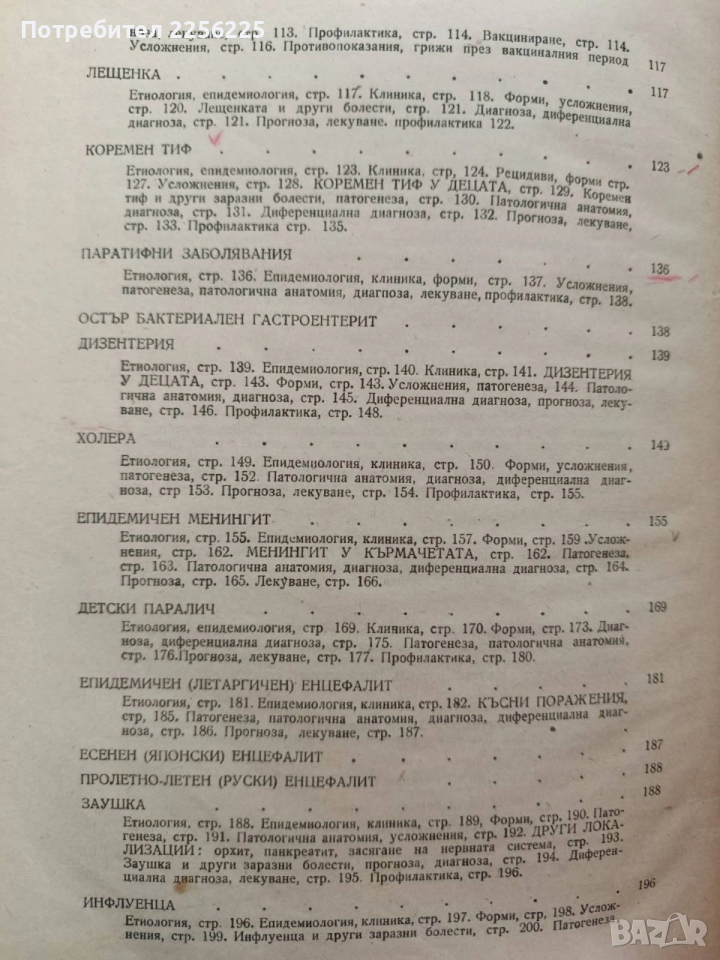 Потребител 2256225
лекуване, стр. 113. Профилактика, стр. 114. Вакциниране, стр. 114.
Усложнения, стр. 116. Противопоказания, грижи през вакциналния период 117
ЛЕЩЕНКА . . . . . . . . . . . 117
Етиология, епидемиология, стр. 117. Клиника, стр. 118. Форми, усложнения,
стр. 120. Лещенката и други болести, стр. 121. Диагноза, диференциална
диагноза, стр. 121. Прогноза, лекуване. профилактика 122.
КОРЕМЕН ТИФ . . . . . . . . . . 123
Етиология, епидемиология, стр. 123. Клиника, стр, 124. Рецидиви, форми стр.
127. Усложнения, стр. 128. КОРЕМЕН ТИФ У ДЕЦАТА, стр. 129. Коремен
тиф и други заразни болести, патогенеза, стр. 130. Патологична анатомия,
диагноза, стр. 131. Диференциална диагноза, стр. 132. Прогноза, лекуване,
стр. 133. Профилактика стр. 135.
ПАРАТИФНИ ЗАБОЛЯВАНИЯ . . . . . . . 136
Етиология, стр. 136. Епидемиология, клиника, форми, стр. 137. Усложнения,
патогенеза, патологична анатомия, диагпоза, лекуване, профилактика, стр. 138.
ОСТЪР БАКТЕРИАЛЕН ГАСТРОЕНТЕРИТ . . . . . . 138
ДИЗЕНТЕРИЯ . . . . . . . . . . 139
Етиология, стр. 139. Епидемиология, стр. 140. Клиника, стр. 141. ДИЗЕНТЕРИЯ
У ДЕЦАТА, стр. 143. Форми, стр. 143. Усложнения, патогенеза, 144. Патоло-
гична анатомия, диагноза, стр. 145. Диференциална диагноза, прогноза, леку-
ване, стр. 146. Профилактика, стр. 148.
ХОЛЕРА . . . . . . . . . . . 149
Етиология, стр. 149. Епидемиология, клиника, стр. 150. Форми, усложнения,
патогенеза, стр. 152. Патологична анатомия, диагноза, диференциална диаг-
ноза, стр 153. Прогноза, лекуване, стр. 154. Профилактика, стр. 155.
ЕПИДЕМИЧЕН МЕНИНГИТ . . . . . . . . 155
Етиология, стр. 155. Епидемиология, клиника, стр. 157. Форми, стр. 159 .Услож-
нения, стр. 162. МЕНИНГИТ У КЪРМАЧЕТАТА, стр. 162. Патогенеза,
стр. 163. Патологична анатомия, диагноза, диференциална диагноза, стр. 164.
Прогноза, стр. 165. Лекуване, стр. 166.
ДЕТСКИ ПАРАЛИЧ . . . . . . . . . 169
Етиология, епидемиология, стр 169. Клиника, стр. 170. Форми, стр. 173. Диаг-
ноза, диференциална диагноза, стр. 175. Патогенеза, патологична анатомия,
стр. 176.Прогноза, лекуване, стр. 177. Профилактика, стр. 180.
ЕПИДЕМИЧЕН (ЛЕТАРГИЧЕН) ЕНЦЕФАЛИТ . . . . . 181
Етиология, стр. 181. Епидемиология, клиника, стр. 182. КЪСНИ ПОРАЖЕНИЯ,
стр, 185. Патогенеза, патологична анатомия, диагноза, диференциална диаг-
ноза, стр. 186. Прогноза, лекуване, стр. 187.
ЕСЕНЕН (ЯПОНСКИ) ЕНЦЕФАЛИТ . . . . . . . 187
ПРОЛЕТНО-ЛЕТЕН (РУСКИ) ЕНЦЕФАЛИТ . . . . . 188
ЗАУШКА . . . . . . . . . . . 188
Етиология, стр. 188. Епидемиология, клиника, стр. 189, Форми, стр. 190. Пато-
генеза, стр. 191. Патологична анатомия, усложнения, стр. 192. ДРУГИ ЛОКА-
ЛИЗАЦИИ: орхит, панкреатит, засягане на нервната система, стр. 193.
Заушка и други заразни болести, прогноза, диагноза, стр. 194. Диферен-
циална диагноза, лекуване, стр. 195. Профилактика, стр. 196.
ИНФЛУЕНЦА . . . . . . . . . . 196
Етиология, стр. 196. Епидемиология, клиника, стр. 197. Форми, стр, 198. Услож-
нения, стр. 199. Инфлуенца и други заразни болести, стр. 200. Патогенеза,
BAZAR